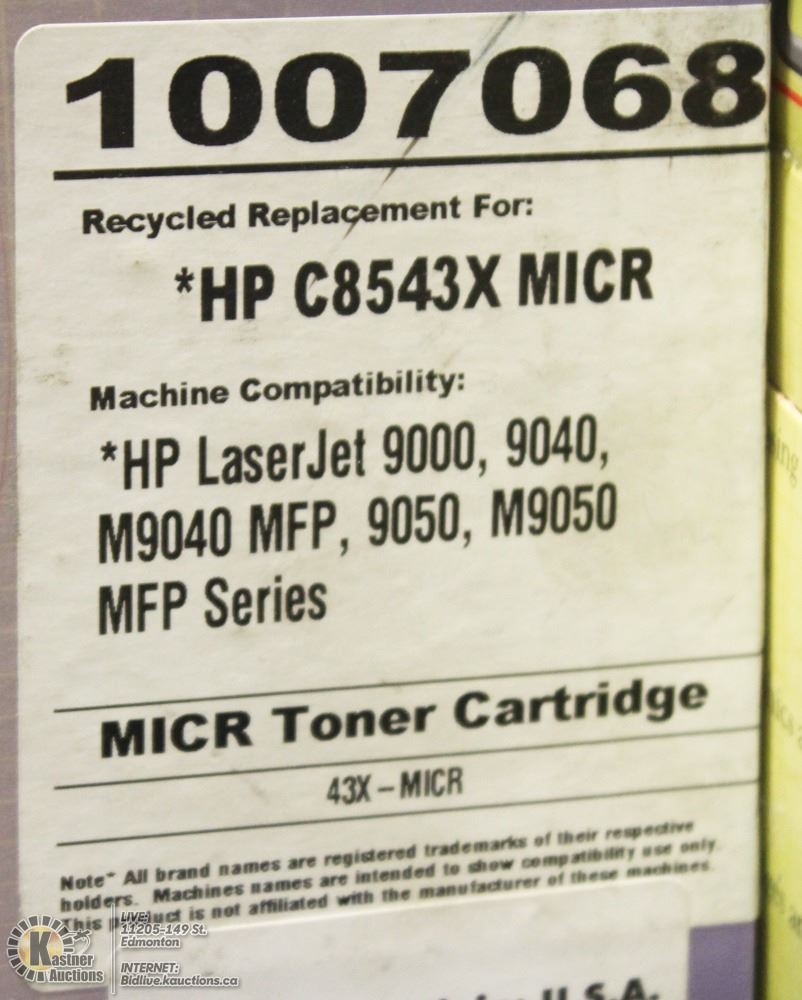 1007068
Recycled Replacement For:
*HP C8543X MICR
Machine Compatibility:
*HP LaserJet 9000, 9040,
M9040 MFP, 9050, M9050
MFP Series
MICR Toner Cartridge
43X - MICR
Note* All brand names are registered trademarks of their respective
holders. Machines names are intended to show compatibility use only.
This product is not affiliated with the manufacturer of these machines.
U.S.A.
Kastner
Auctions
LIVE:
11205-149 St.
Edmonton
INTERNET:
Bidlive.kauctions.ca